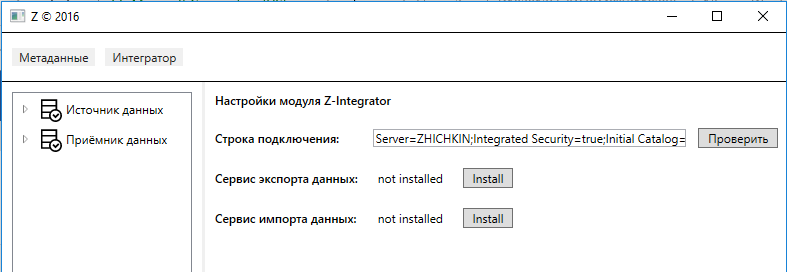 Z © 2016
Метаданные Интегратор
Источник данных
Приёмник данных
Настройки модуля Z-Integrator
Строка подключения: Server=ZHICHKIN;Integrated Security=true;Initial Catalog= Проверить
Сервис экспорта данных: not installed Install
Сервис импорта данных: not installed Install